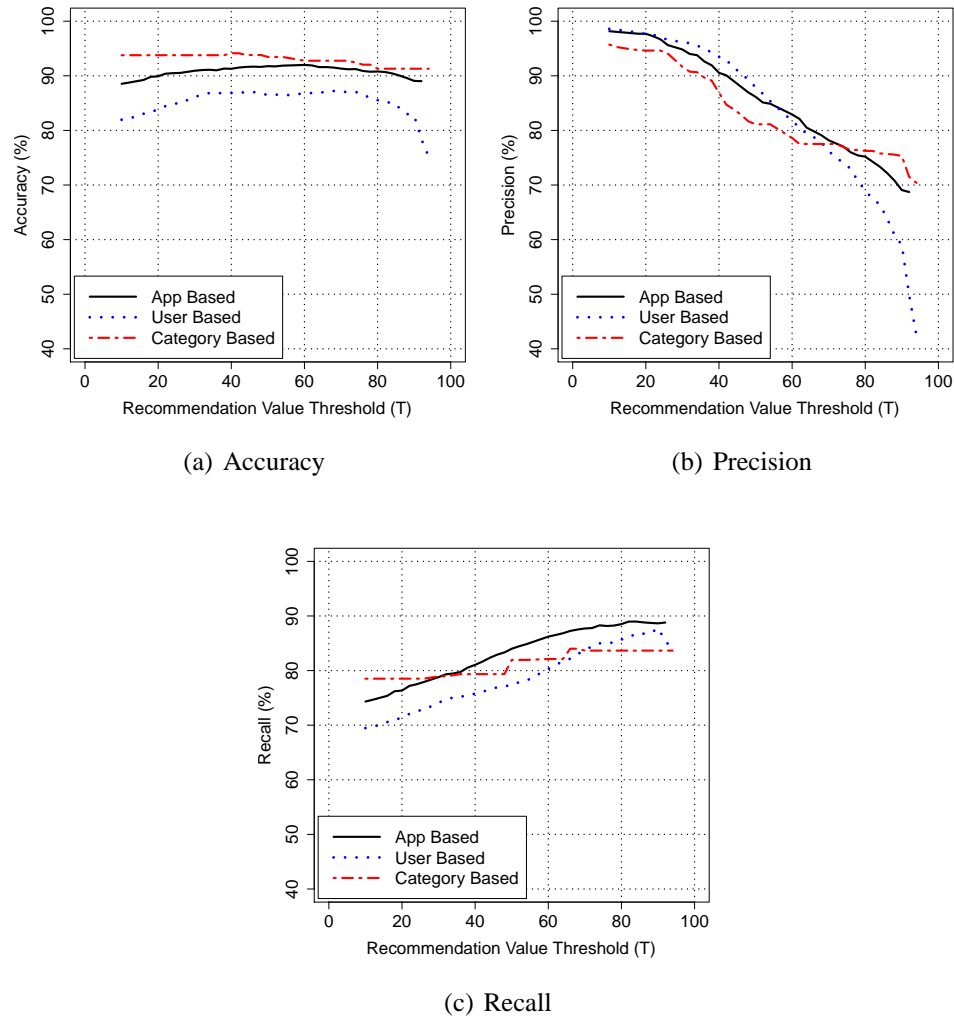 100
90
80
70
60
50
40
Accuracy (%)
App Based
User Based
Category Based
0 20 40 60 80 100
Recommendation Value Threshold (T)
(a) Accuracy
100
90
80
70
60
50
40
Precision (%)
App Based
User Based
Category Based
0 20 40 60 80 100
Recommendation Value Threshold (T)
(b) Precision
100
90
80
70
60
50
40
Recall (%)
App Based
User Based
Category Based
0 20 40 60 80 100
Recommendation Value Threshold (T)
(c) Recall